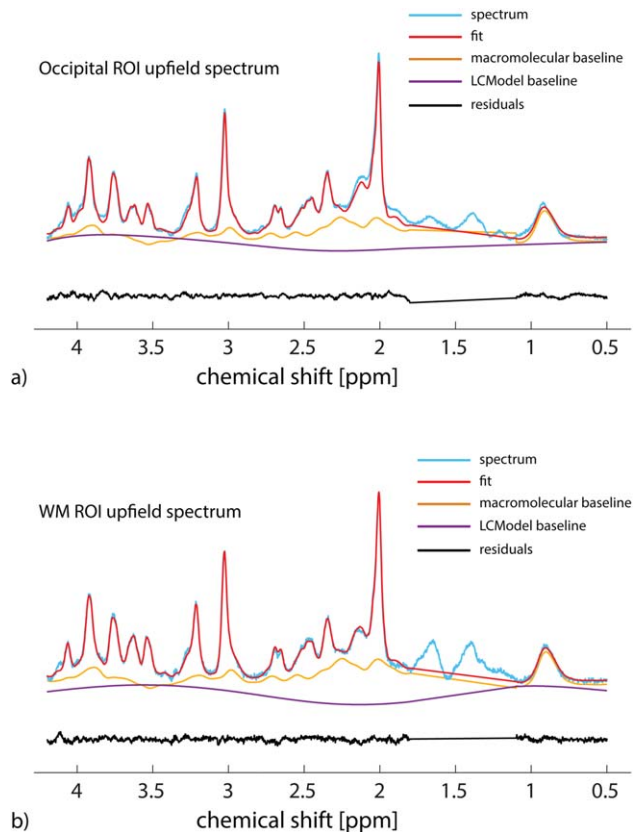 Occipital ROI upfield spectrum
spectrum
fit
macromolecular baseline
LCModel baseline
residuals
4 3.5 3 2.5 2 1.5 1 0.5
a) chemical shift [ppm]
WM ROI upfield spectrum
spectrum
fit
macromolecular baseline
LCModel baseline
residuals
4 3.5 3 2.5 2 1.5 1 0.5
b) chemical shift [ppm]